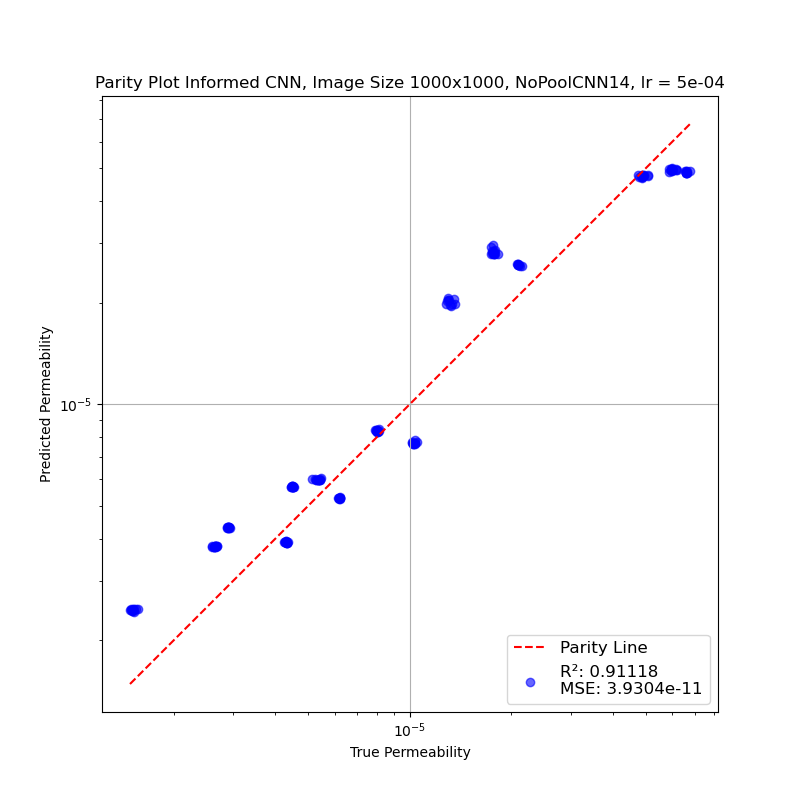 Parity Plot Informed CNN, Image Size 1000x1000, NoPoolCNN14, lr = 5e-04
Predicted Permeability
10⁻⁵
Parity Line
R²: 0.91118
MSE: 3.9304e-11
10⁻⁵
True Permeability